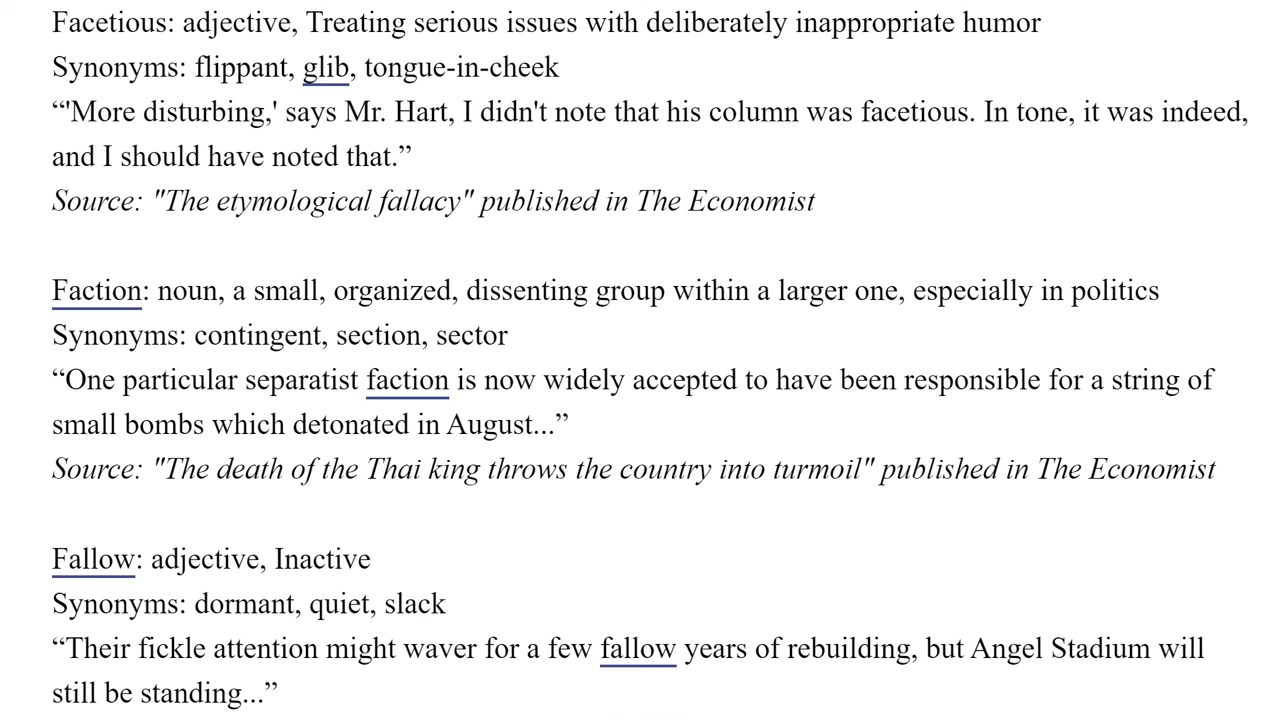 Facetious: adjective, Treating serious issues with deliberately inappropriate humor
Synonyms: flippant, glib, tongue-in-cheek
“'More disturbing,' says Mr. Hart, I didn't note that his column was facetious. In tone, it was indeed,
and I should have noted that.”
Source: "The etymological fallacy" published in The Economist
Faction: noun, a small, organized, dissenting group within a larger one, especially in politics
Synonyms: contingent, section, sector
“One particular separatist faction is now widely accepted to have been responsible for a string of
small bombs which detonated in August...”
Source: "The death of the Thai king throws the country into turmoil" published in The Economist
Fallow: adjective, Inactive
Synonyms: dormant, quiet, slack
“Their fickle attention might waver for a few fallow years of rebuilding, but Angel Stadium will
still be standing...”